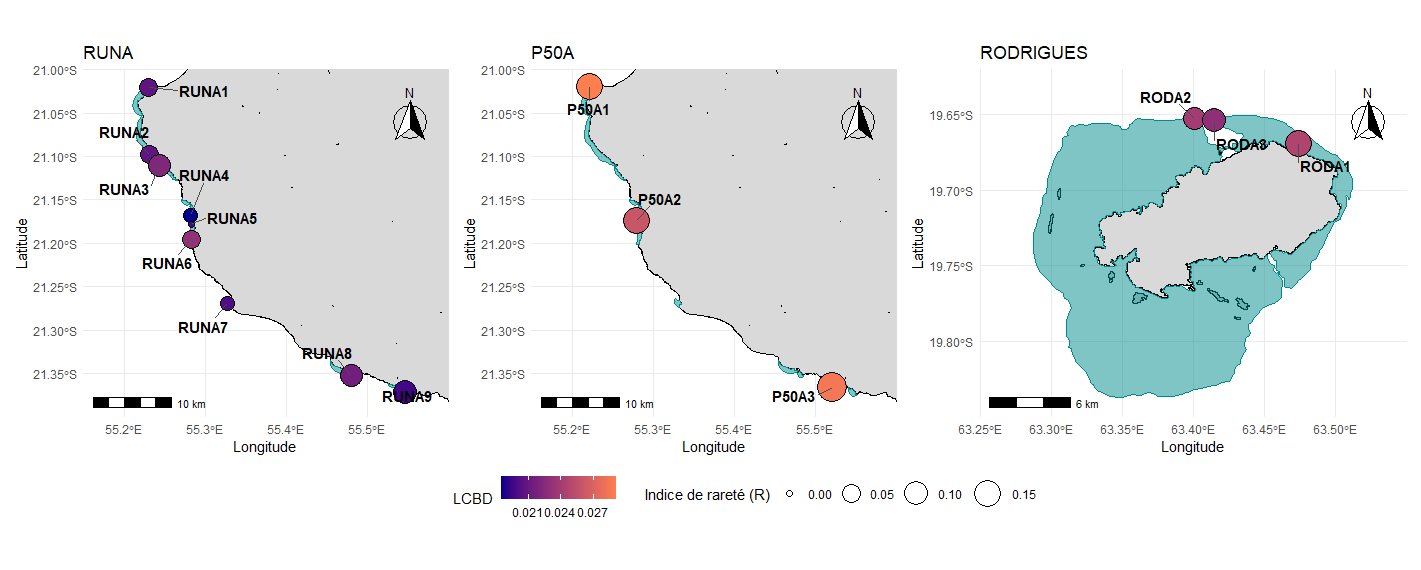 RUNA
21.00°S
21.05°S
21.10°S
21.15°S
21.20°S
21.25°S
21.30°S
21.35°S
Latitude
N
RUNA1
RUNA2
RUNA3
RUNA4
RUNA5
RUNA6
RUNA7
RUNA8
RUNA9
10 km
55.2°E
55.3°E
55.4°E
55.5°E
Longitude
P50A
21.00°S
21.05°S
21.10°S
21.15°S
21.20°S
21.25°S
21.30°S
21.35°S
Latitude
N
P50A1
P50A2
P50A3
10 km
55.2°E
55.3°E
55.4°E
55.5°E
Longitude
RODRIGUES
19.65°S
19.70°S
19.75°S
19.80°S
Latitude
N
RODA2
RODA3
RODA1
6 km
63.25°E
63.30°E
63.35°E
63.40°E
63.45°E
63.50°E
Longitude
LCBD
0.021 0.024 0.027
Indice de rareté (R) 0.00 0.05 0.10 0.15